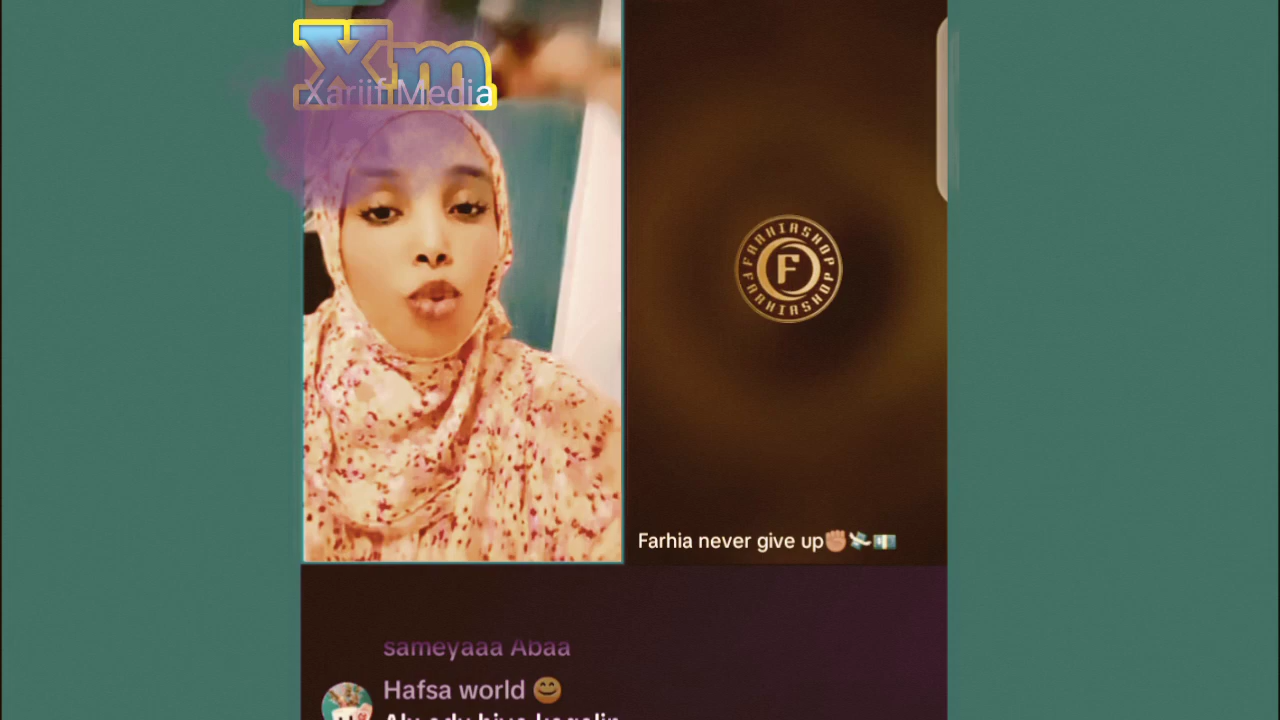 Xm
Xariif Media
FARHIASHOP
F
FARHIASHOP
Farhia never give up✊🏽💸💵
sameyaaa Abaa
Hafsa world 😊